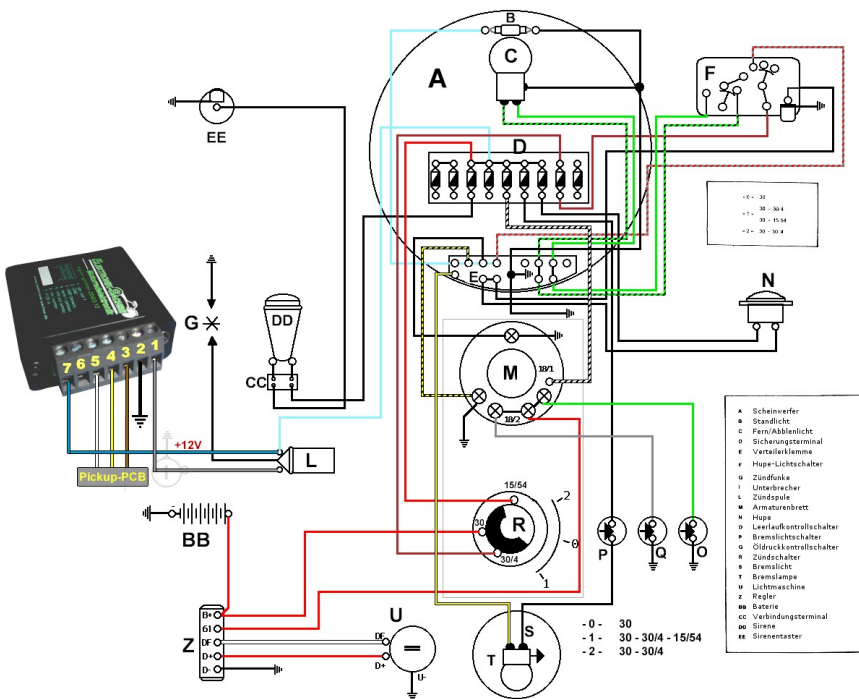 B
C
A
F
D
EE
- 0 - 30
30 - 30/4
- 1 -
30 - 15/54
- 2 - 30 - 30/4
E
N
G
DD
CC
7 6 5 4 3 2 1
+12V
Pickup-PCB
L
M
18/1
18/2
15/54
30
30/4
R
2
0
1
BB
P
Q
O
Z
B+
61
DF
D+
D-
U
DF
D+
U-
=
S
T
- 0 - 30
- 1 - 30 - 30/4 - 15/54
- 2 - 30 - 30/4
A Scheinwerfer
B Standlicht
C Fern/Abblenlicht
D Sicherungsterminal
E Verteilerklemme
F Hupe-Lichtschalter
G Zündfunke
I Unterbrecher
L Zündspule
M Armaturenbrett
N Hupe
O Leerlaufkontrollschalter
P Bremslichtschalter
Q Öldruckkontrollschalter
R Zündschalter
S Bremslicht
T Bremslampe
U Lichtmaschine
Z Regler
BB Baterie
CC Verbindungsterminal
DD Sirene
EE Sirenentaster